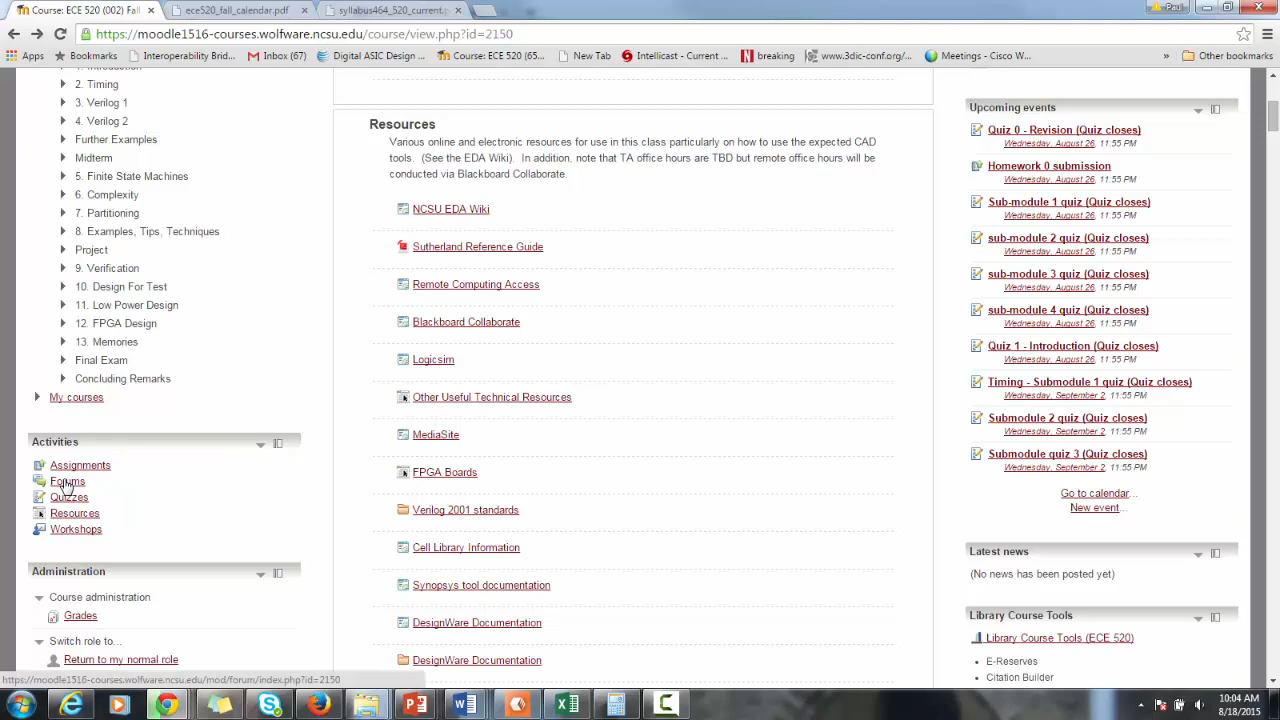 Course: ECE 520 (002) Fall
ece520_fall_calendar.pdf
syllabus464_520_current.p
Paul
https://moodle1516-courses.wolfware.ncsu.edu/course/view.php?id=2150
Apps
Bookmarks
Interoperability Brid...
Inbox (67)
Digital ASIC Design ...
Course: ECE 520 (65...
New Tab
Intellicast - Current ...
breaking
www.3dic-conf.org/...
Meetings - Cisco W...
»
Other bookmarks
1. Introduction
2. Timing
3. Verilog 1
4. Verilog 2
Further Examples
Midterm
5. Finite State Machines
6. Complexity
7. Partitioning
8. Examples, Tips, Techniques
Project
9. Verification
10. Design For Test
11. Low Power Design
12. FPGA Design
13. Memories
Final Exam
Concluding Remarks
My courses
Activities
Assignments
Forums
Quizzes
Resources
Workshops
Administration
Course administration
Grades
Switch role to...
Return to my normal role
Resources
Various online and electronic resources for use in this class particularly on how to use the expected CAD
tools. (See the EDA Wiki). In addition, note that TA office hours are TBD but remote office hours will be
conducted via Blackboard Collaborate.
NCSU EDA Wiki
Sutherland Reference Guide
Remote Computing Access
Blackboard Collaborate
Logicsim
Other Useful Technical Resources
MediaSite
FPGA Boards
Verilog 2001 standards
Cell Library Information
Synopsys tool documentation
DesignWare Documentation
DesignWare Documentation
Upcoming events
Quiz 0 - Revision (Quiz closes)
Wednesday, August 26, 11:55 PM
Homework 0 submission
Wednesday, August 26, 11:55 PM
Sub-module 1 quiz (Quiz closes)
Wednesday, August 26, 11:55 PM
sub-module 2 quiz (Quiz closes)
Wednesday, August 26, 11:55 PM
sub-module 3 quiz (Quiz closes)
Wednesday, August 26, 11:55 PM
sub-module 4 quiz (Quiz closes)
Wednesday, August 26, 11:55 PM
Quiz 1 - Introduction (Quiz closes)
Wednesday, August 26, 11:55 PM
Timing - Submodule 1 quiz (Quiz closes)
Wednesday, September 2, 11:55 PM
Submodule 2 quiz (Quiz closes)
Wednesday, September 2, 11:55 PM
Submodule quiz 3 (Quiz closes)
Wednesday, September 2, 11:55 PM
Go to calendar...
New event...
Latest news
(No news has been posted yet)
Library Course Tools
Library Course Tools (ECE 520)
E-Reserves
Citation Builder
https://moodle1516-courses.wolfware.ncsu.edu/mod/forum/index.php?id=2150
10:04 AM
8/18/2015